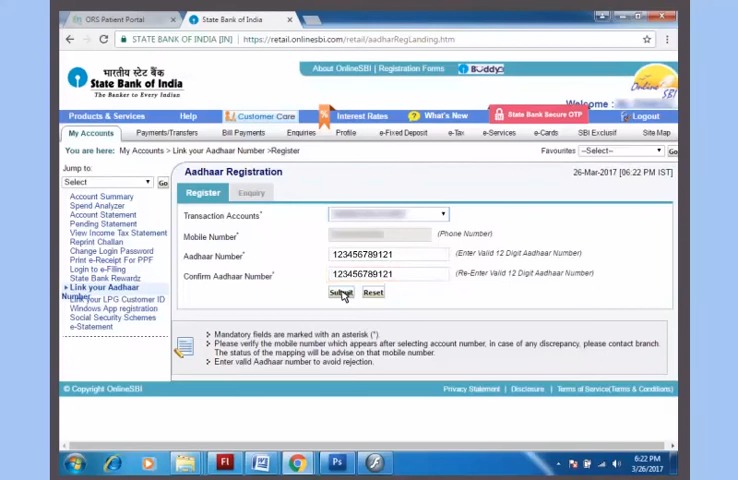 ORS Patient Portal
State Bank of India
STATE BANK OF INDIA [IN]
https://retail.onlinesbi.com/retail/aadharRegLanding.htm
भारतीय स्टेट बैंक
State Bank of India
The Banker to Every Indian
About OnlineSBI | Registration Forms
Buddy
Online SBI
Welcome :
Products & Services
Help
Customer Care
%
Interest Rates
? What's New
State Bank Secure OTP
Logout
My Accounts
Payments/Transfers
Bill Payments
Enquiries
Profile
e-Fixed Deposit
e-Tax
e-Services
e-Cards
SBI Exclusif
Site Map
You are here: My Accounts > Link your Aadhaar Number >Register
Favourites --Select--
Go
Jump to:
Select
Go
Account Summary
Spend Analyzer
Account Statement
Pending Statement
View Income Tax Statement
Reprint Challan
Change Login Password
Print e-Receipt for PPF
Login to e-Filing
State Bank Rewardz
Link your Aadhaar
Number
Link your LPG Customer ID
Windows App registration
Social Security Schemes
e-Statement
Aadhaar Registration
26-Mar-2017 [06:22 PM IST]
Register
Enquiry
Transaction Accounts*
Mobile Number*
(Phone Number)
Aadhaar Number*
123456789121
(Enter Valid 12 Digit Aadhaar Number)
Confirm Aadhaar Number*
123456789121
(Re-Enter Valid 12 Digit Aadhaar Number)
Submit
Reset
Mandatory fields are marked with an asterisk (*)
Please verify the mobile number which appears after selecting account number, in case of any discrepancy, please contact branch.
The status of the mapping will be advise on that mobile number.
Enter valid Aadhaar number to avoid rejection.
© Copyright OnlineSBI
Privacy Statement | Disclosure | Terms of Service(Terms & Conditions)
Fl
Ps
6:22 PM
3/26/2017